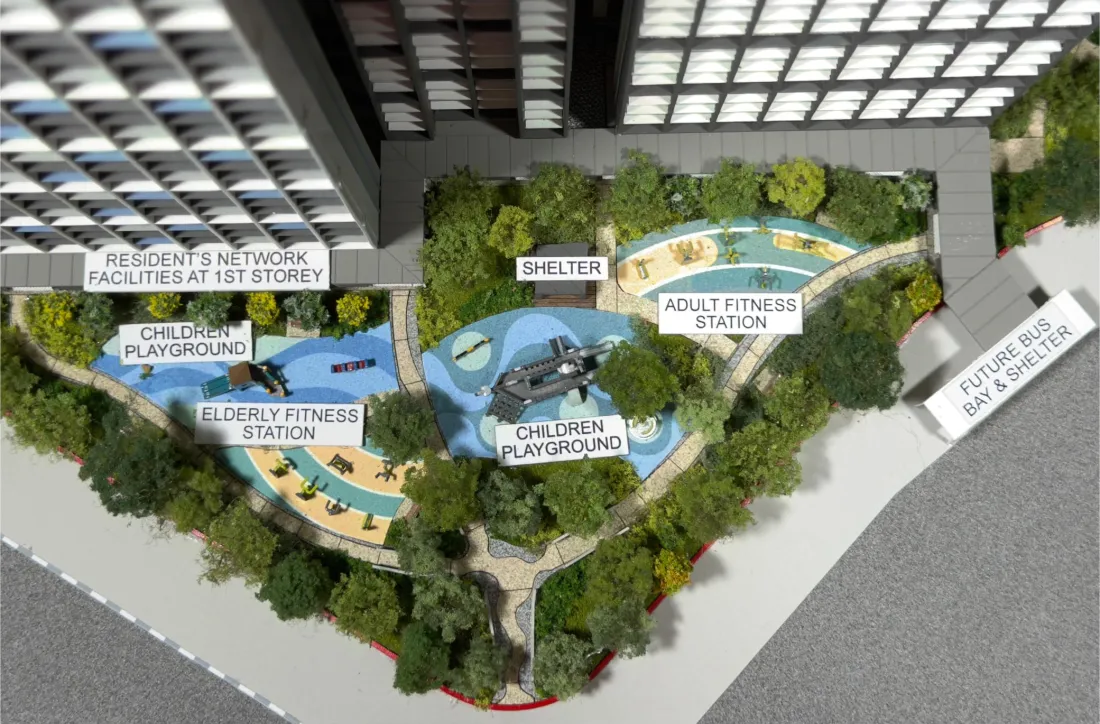 RESIDENT'S NETWORK
FACILITIES AT 1ST STOREY
SHELTER
ADULT FITNESS
STATION
CHILDREN
PLAYGROUND
FUTURE BUS
BAY & SHELTER
ELDERLY FITNESS
STATION
CHILDREN
PLAYGROUND